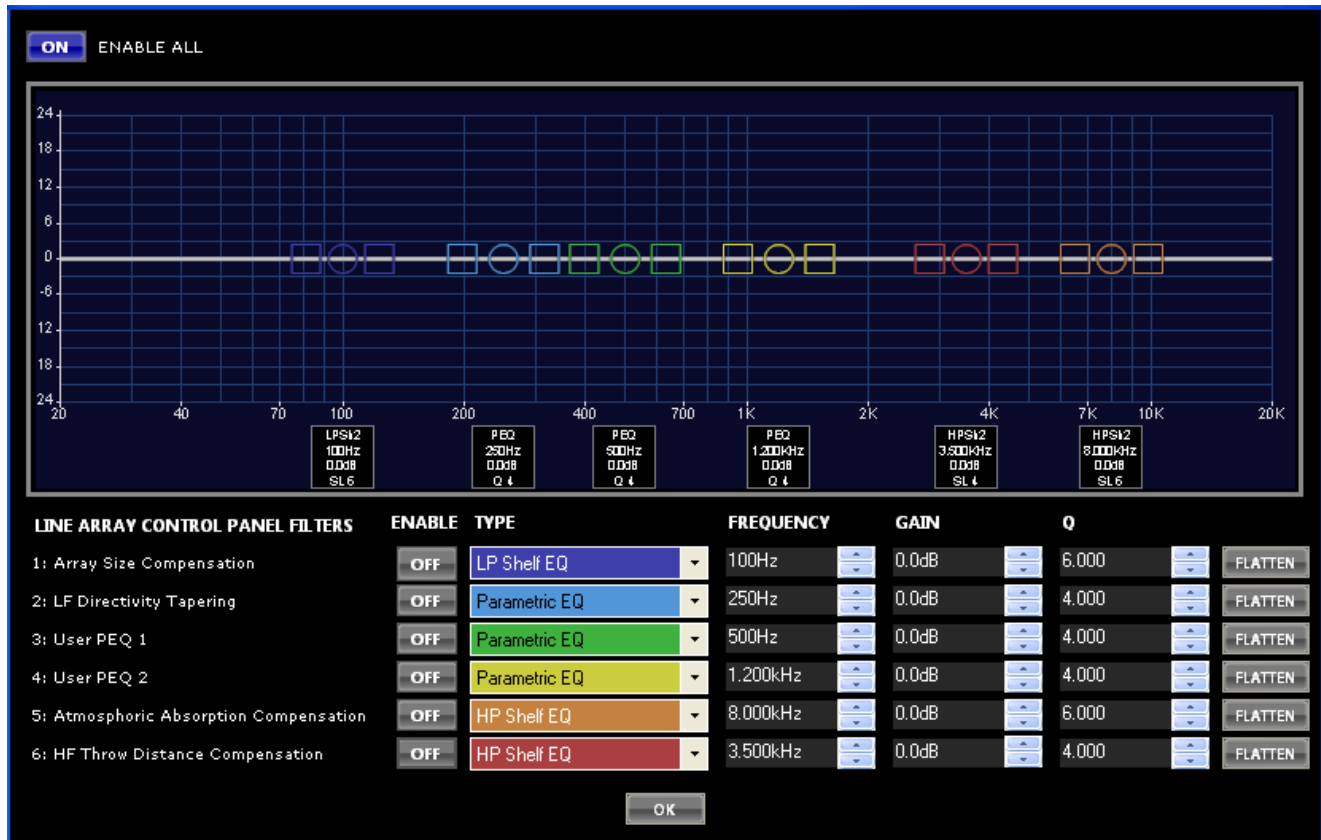 ON ENABLE ALL
24
18
12
6
0
-6
12
18
24
20 40 70 100 200 400 700 1K 2K 4K 7K 10K 20K
LPSh2 PEQ PEQ PEQ HPSh2 HPSh2
100Hz 250Hz 500Hz 1.200kHz 3.500kHz 8.000kHz
0.0dB 0.0dB 0.0dB 0.0dB 0.0dB 0.0dB
SL 6 Q 4 Q 4 Q 4 SL 4 SL 6
LINE ARRAY CONTROL PANEL FILTERS ENABLE TYPE FREQUENCY GAIN Q
1: Array Size Compensation OFF LP Shelf EQ 100Hz 0.0dB 6.000 FLATTEN
2: LF Directivity Tapering OFF Parametric EQ 250Hz 0.0dB 4.000 FLATTEN
3: User PEQ 1 OFF Parametric EQ 500Hz 0.0dB 4.000 FLATTEN
4: User PEQ 2 OFF Parametric EQ 1.200kHz 0.0dB 4.000 FLATTEN
5: Atmosphoric Absorption Compensation OFF HP Shelf EQ 8.000kHz 0.0dB 6.000 FLATTEN
6: HF Throw Distance Compensation OFF HP Shelf EQ 3.500kHz 0.0dB 4.000 FLATTEN
OK